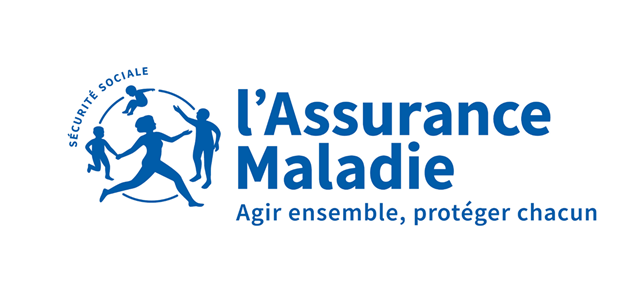 SÉCURITÉ SOCIALE
l’Assurance
Maladie
Agir ensemble, protéger chacun